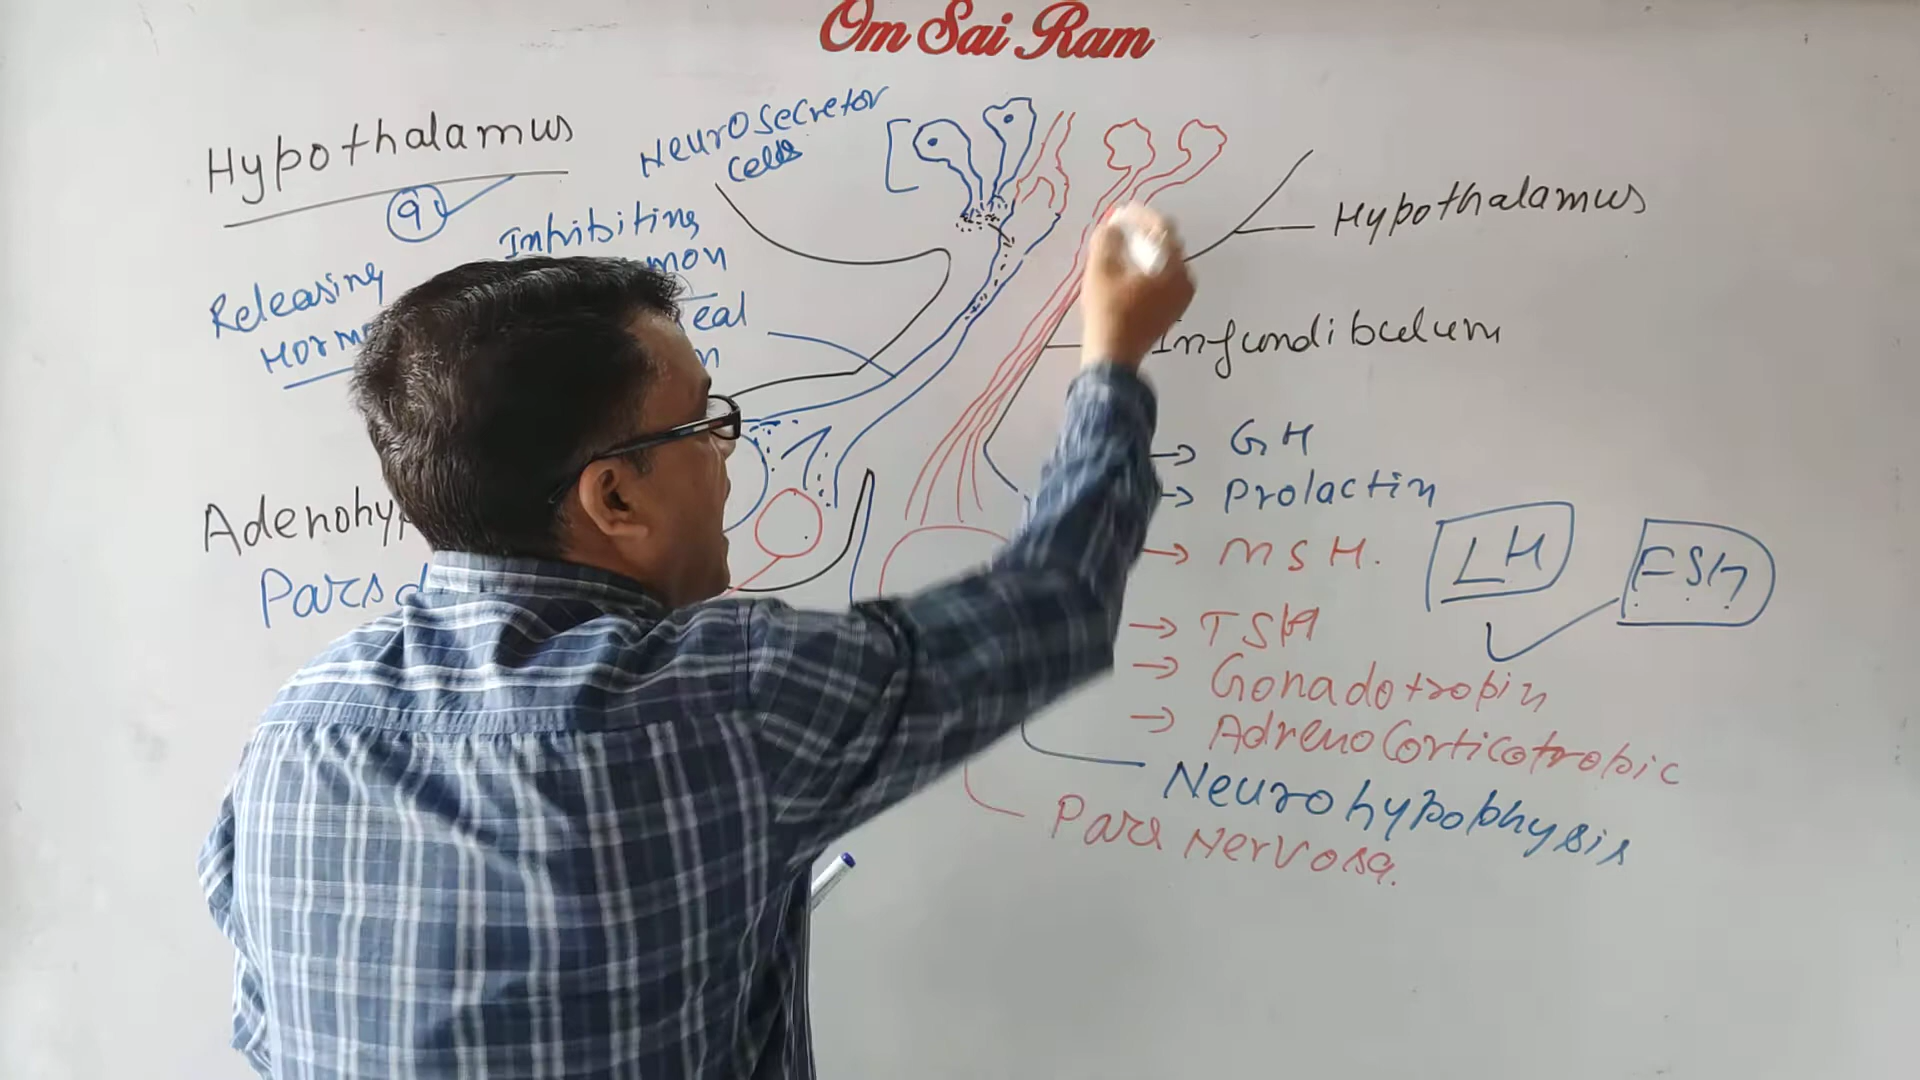 Om Sai Ram
Hypothalamus
9
Neurosecretor
Cells
Inhibiting
Releasing
Hypothalamus
Infundibulum
GH
Prolactin
MSH.
LH
FSH
TSH
Gonadotropin
Adrenocorticotropic
Neurohypophysis
Pars Nervosa.
Pars